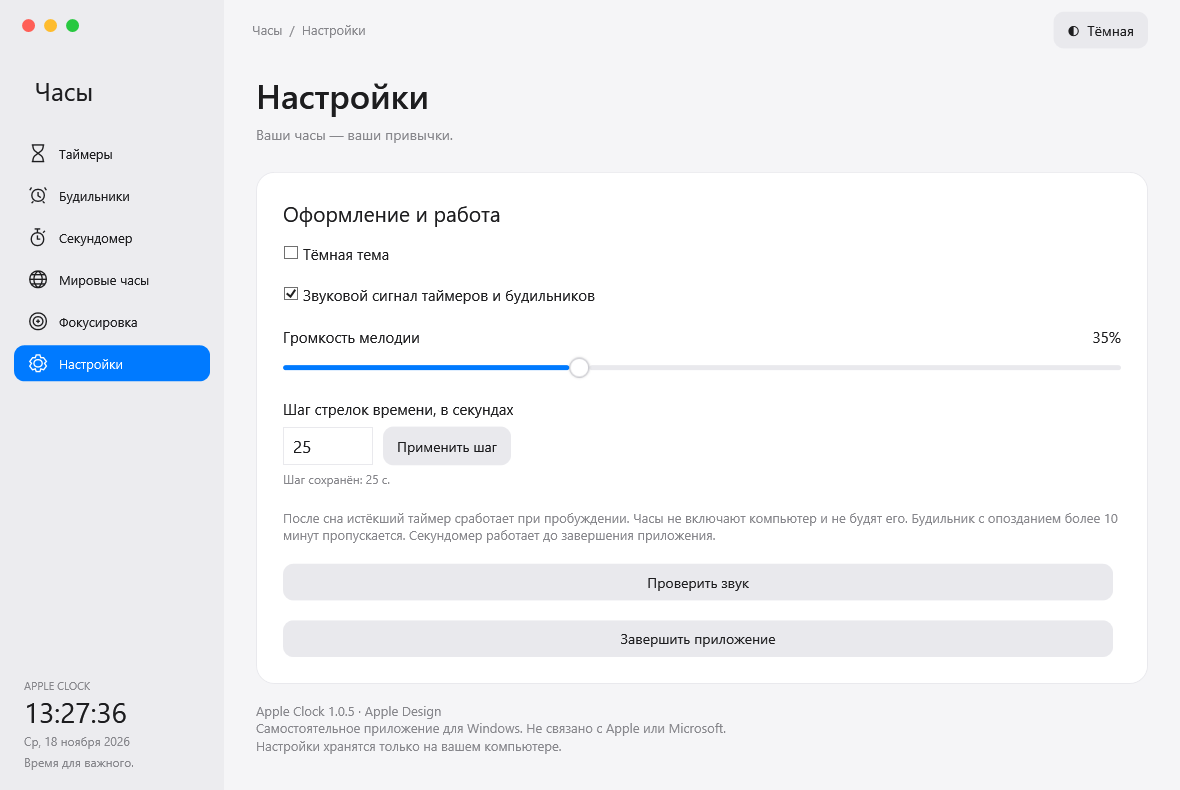 Часы / Настройки
Тёмная
Часы
Таймеры
Будильники
Секундомер
Мировые часы
Фокусировка
Настройки
APPLE CLOCK
13:27:36
Ср, 18 ноября 2026
Время для важного.
Настройки
Ваши часы — ваши привычки.
Оформление и работа
Тёмная тема
Звуковой сигнал таймеров и будильников
Громкость мелодии 35%
Шаг стрелок времени, в секундах
25 Применить шаг
Шаг сохранён: 25 с.
После сна истёкший таймер сработает при пробуждении. Часы не включают компьютер и не будят его. Будильник с опозданием более 10
минут пропускается. Секундомер работает до завершения приложения.
Проверить звук
Завершить приложение
Apple Clock 1.0.5 · Apple Design
Самостоятельное приложение для Windows. Не связано с Apple или Microsoft.
Настройки хранятся только на вашем компьютере.